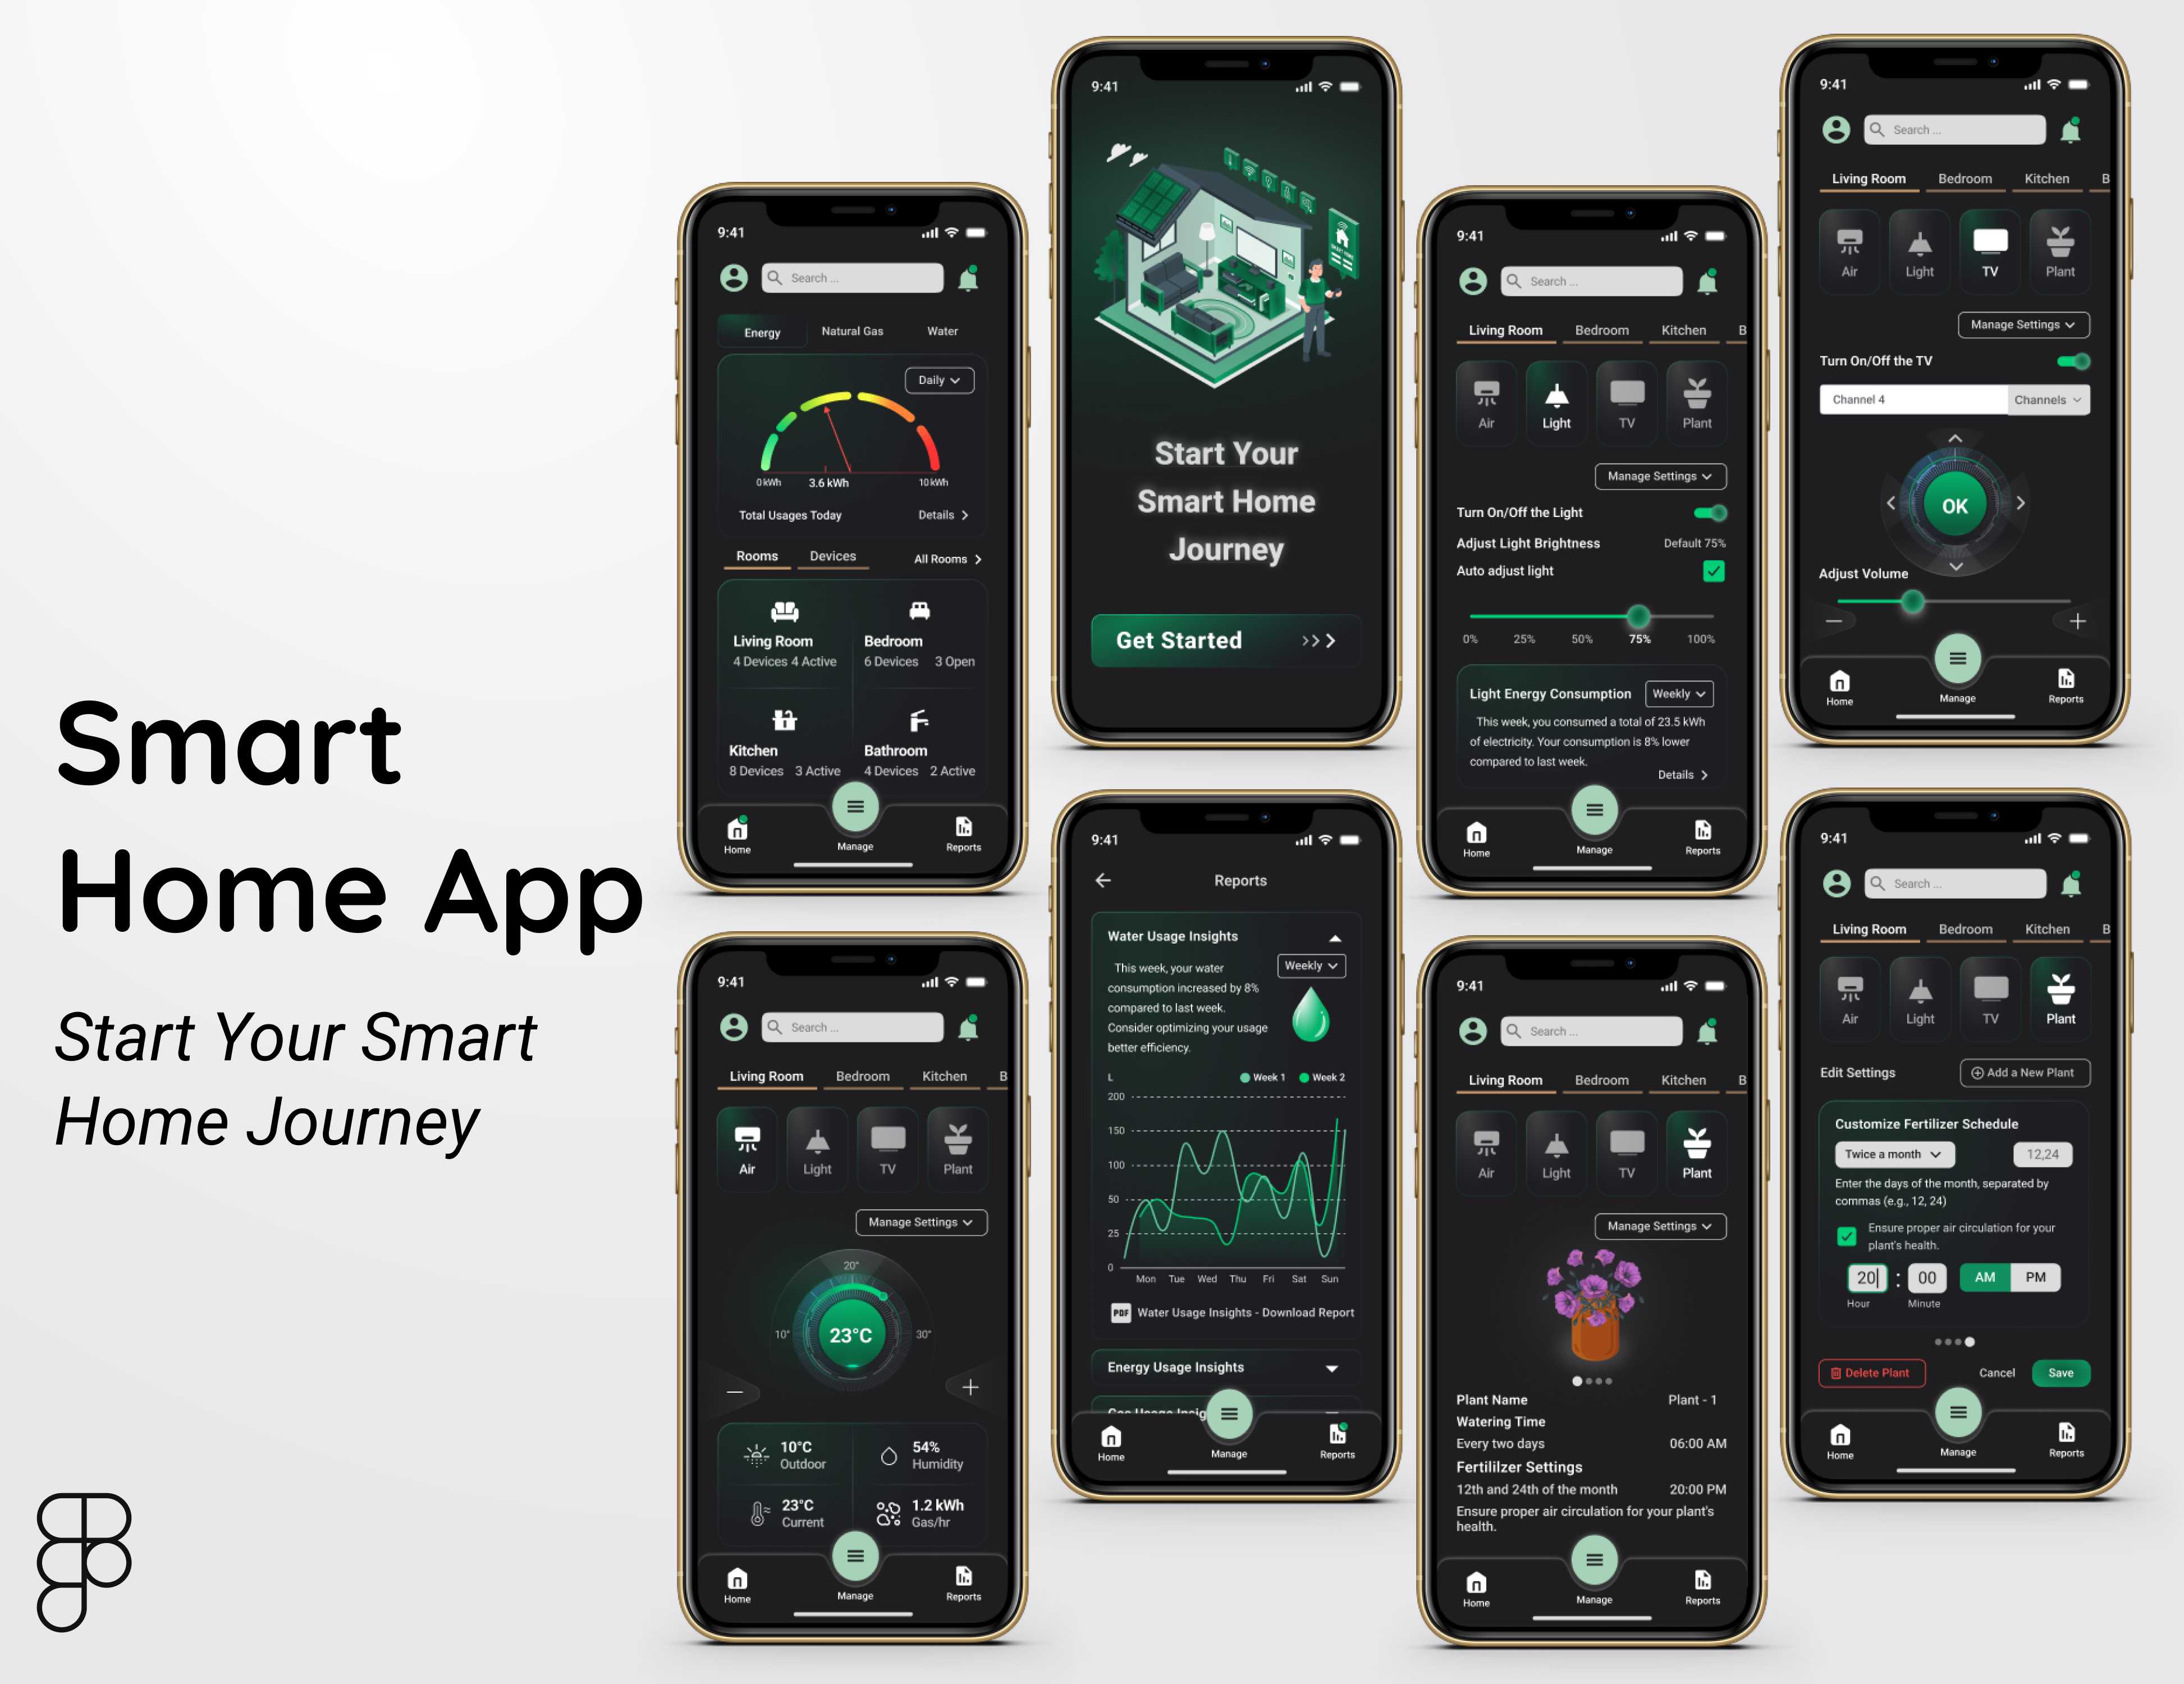 Smart
Home App
Start Your Smart
Home Journey
9:41
Search ...
Energy Natural Gas Water
Daily
0 kWh 3.6 kWh 10 kWh
Total Usages Today Details
Rooms Devices All Rooms
Living Room Bedroom
4 Devices 4 Active 6 Devices 3 Open
Kitchen Bathroom
8 Devices 3 Active 4 Devices 2 Active
Home Manage Reports
9:41
SMART HOME
Start Your
Smart Home
Journey
Get Started
9:41
Search ...
Living Room Bedroom Kitchen B
Air Light TV Plant
Manage Settings
Turn On/Off the Light
Adjust Light Brightness Default 75%
Auto adjust light
0% 25% 50% 75% 100%
Light Energy Consumption Weekly
This week, you consumed a total of 23.5 kWh
of electricity. Your consumption is 8% lower
compared to last week.
Details
Home Manage Reports
9:41
Search ...
Living Room Bedroom Kitchen B
Air Light TV Plant
Manage Settings
Turn On/Off the TV
Channel 4 Channels
OK
Adjust Volume
Home Manage Reports
9:41
Search ...
Living Room Bedroom Kitchen B
Air Light TV Plant
Manage Settings
20°
10° 23°C 30°
10°C 54%
Outdoor Humidity
23°C 1.2 kWh
Current Gas/hr
Home Manage Reports
9:41
Reports
Water Usage Insights
Weekly
This week, your water
consumption increased by 8%
compared to last week.
Consider optimizing your usage
better efficiency.
L Week 1 Week 2
200
150
100
50
25
0
Mon Tue Wed Thu Fri Sat Sun
PDF Water Usage Insights - Download Report
Energy Usage Insights
Gas Usage Insig
Home Manage Reports
9:41
Search ...
Living Room Bedroom Kitchen B
Air Light TV Plant
Manage Settings
Plant Name Plant - 1
Watering Time
Every two days 06:00 AM
Fertililzer Settings
12th and 24th of the month 20:00 PM
Ensure proper air circulation for your plant's
health.
Home Manage Reports
9:41
Search ...
Living Room Bedroom Kitchen B
Air Light TV Plant
Edit Settings Add a New Plant
Customize Fertilizer Schedule
Twice a month 12,24
Enter the days of the month, separated by
commas (e.g., 12, 24)
Ensure proper air circulation for your
plant's health.
20 : 00 AM PM
Hour Minute
Delete Plant Cancel Save
Home Manage Reports